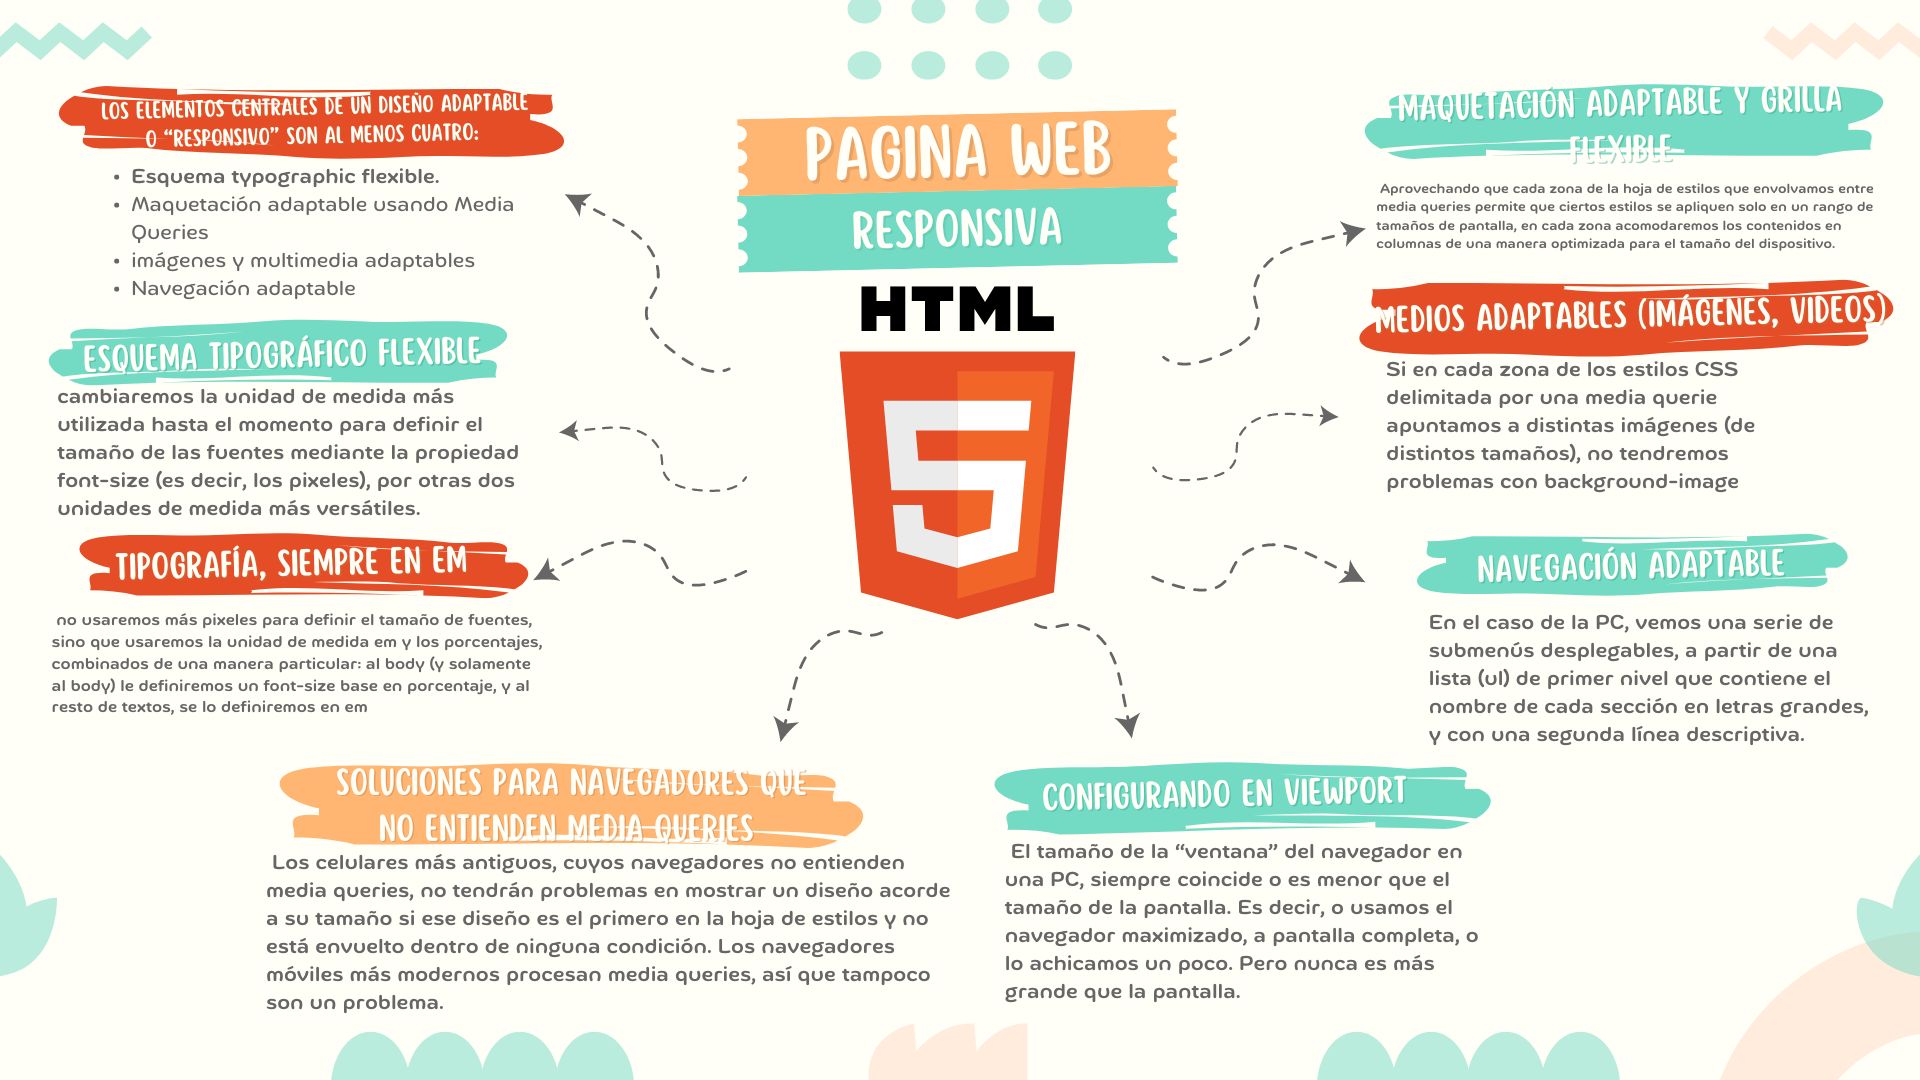 PAGINA WEB
RESPONSIVA
HTML
5
LOS ELEMENTOS CENTRALES DE UN DISEÑO ADAPTABLE
O “RESPONSIVO” SON AL MENOS CUATRO:
• Esquema typographic flexible.
• Maquetación adaptable usando Media
Queries
• imágenes y multimedia adaptables
• Navegación adaptable
ESQUEMA TIPOGRÁFICO FLEXIBLE
cambiaremos la unidad de medida más
utilizada hasta el momento para definir el
tamaño de las fuentes mediante la propiedad
font-size (es decir, los pixeles), por otras dos
unidades de medida más versátiles.
TIPOGRAFÍA, SIEMPRE EN EM
no usaremos más pixeles para definir el tamaño de fuentes,
sino que usaremos la unidad de medida em y los porcentajes,
combinados de una manera particular: al body (y solamente
al body) le definiremos un font-size base en porcentaje, y al
resto de textos, se lo definiremos en em
SOLUCIONES PARA NAVEGADORES QUE
NO ENTIENDEN MEDIA QUERIES
Los celulares más antiguos, cuyos navegadores no entienden
media queries, no tendrán problemas en mostrar un diseño acorde
a su tamaño si ese diseño es el primero en la hoja de estilos y no
está envuelto dentro de ninguna condición. Los navegadores
móviles más modernos procesan media queries, así que tampoco
son un problema.
MAQUETACIÓN ADAPTABLE Y GRILLA
FLEXIBLE
Aprovechando que cada zona de la hoja de estilos que envolvamos entre
media queries permite que ciertos estilos se apliquen solo en un rango de
tamaños de pantalla, en cada zona acomodaremos los contenidos en
columnas de una manera optimizada para el tamaño del dispositivo.
MEDIOS ADAPTABLES (IMÁGENES, VIDEOS)
Si en cada zona de los estilos CSS
delimitada por una media querie
apuntamos a distintas imágenes (de
distintos tamaños), no tendremos
problemas con background-image
NAVEGACIÓN ADAPTABLE
En el caso de la PC, vemos una serie de
submenús desplegables, a partir de una
lista (ul) de primer nivel que contiene el
nombre de cada sección en letras grandes,
y con una segunda línea descriptiva.
CONFIGURANDO EN VIEWPORT
El tamaño de la “ventana” del navegador en
una PC, siempre coincide o es menor que el
tamaño de la pantalla. Es decir, o usamos el
navegador maximizado, a pantalla completa, o
lo achicamos un poco. Pero nunca es más
grande que la pantalla.